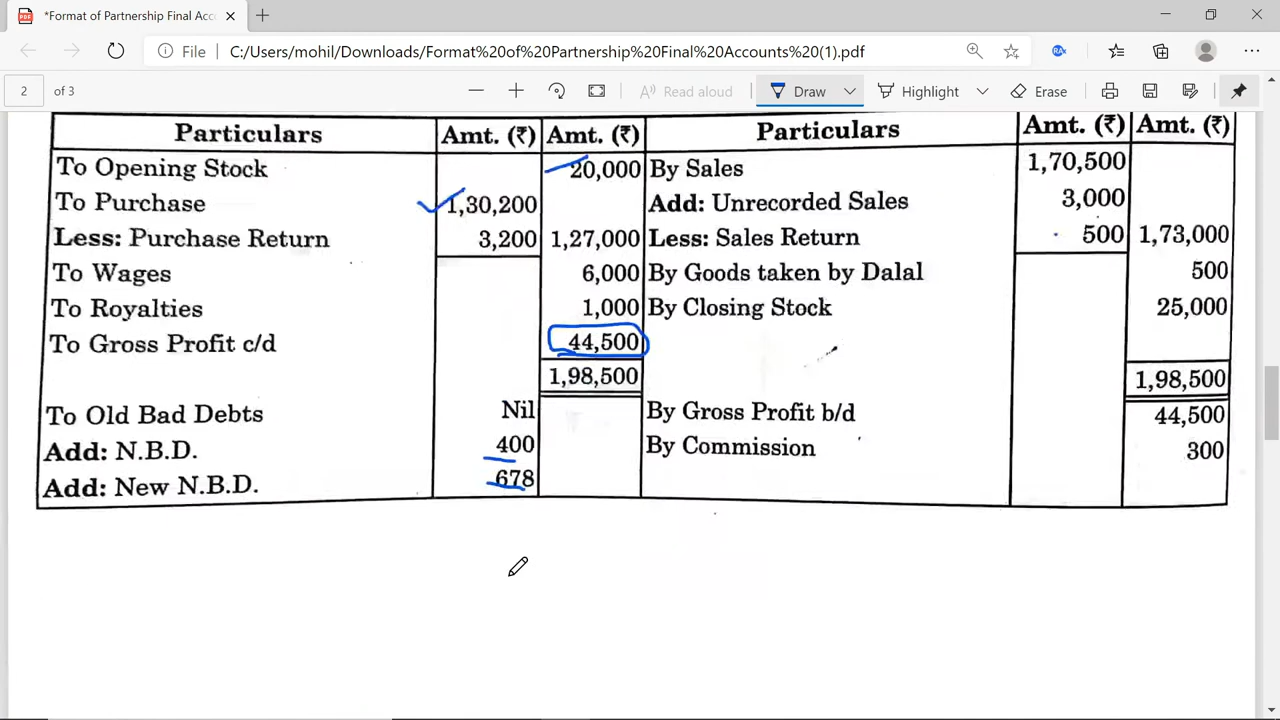 *Format of Partnership Final Acc
File C:/Users/mohil/Downloads/Format%20of%20Partnership%20Final%20Accounts%20(1).pdf
2 of 3 Read aloud Draw Highlight Erase
Particulars Amt. (₹) Amt. (₹) Particulars Amt. (₹) Amt. (₹)
To Opening Stock 20,000 By Sales 1,70,500
To Purchase 1,30,200 Add: Unrecorded Sales 3,000
Less: Purchase Return 3,200 1,27,000 Less: Sales Return 500 1,73,000
To Wages 6,000 By Goods taken by Dalal 500
To Royalties 1,000 By Closing Stock 25,000
To Gross Profit c/d 44,500
1,98,500 1,98,500
To Old Bad Debts Nil By Gross Profit b/d 44,500
Add: N.B.D. 400 By Commission 300
Add: New N.B.D. 678